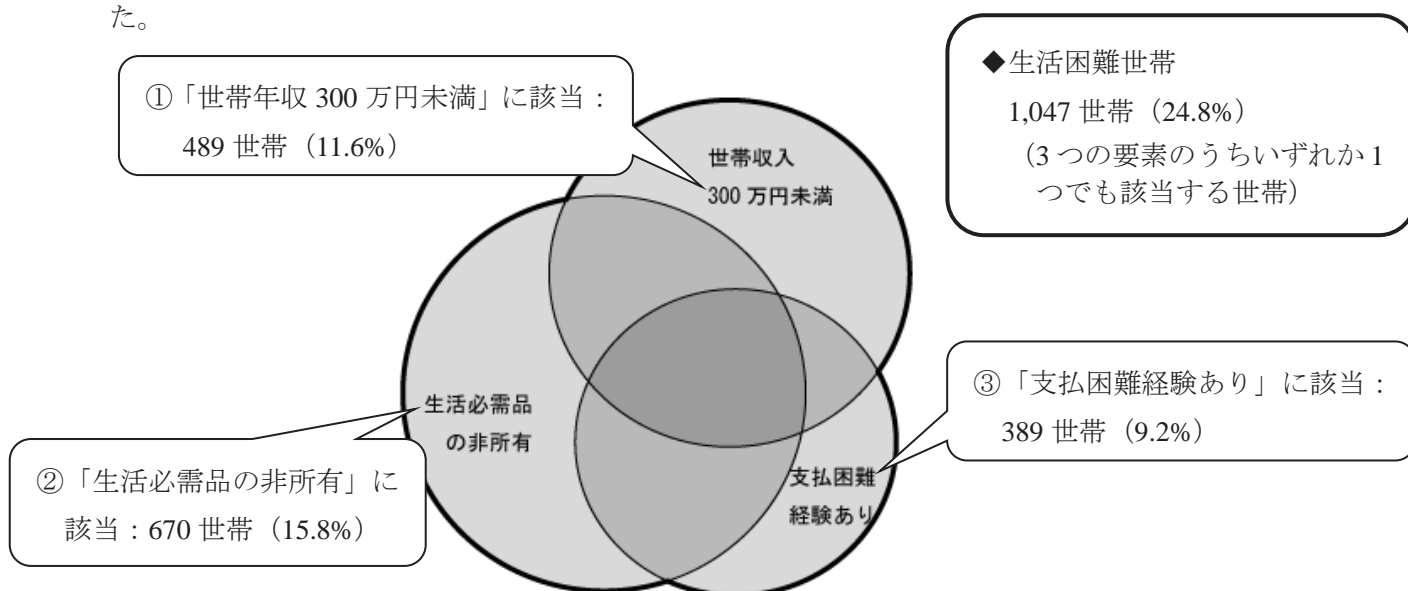 た。
①「世帯年収 300 万円未満」に該当：
489 世帯（11.6%）
◆生活困難世帯
1,047 世帯（24.8%）
（3 つの要素のうちいずれか 1
つでも該当する世帯）
世帯収入
300 万円未満
③「支払困難経験あり」に該当：
389 世帯（9.2%）
生活必需品
の非所有
②「生活必需品の非所有」に
該当：670 世帯（15.8%）
支払困難
経験あり